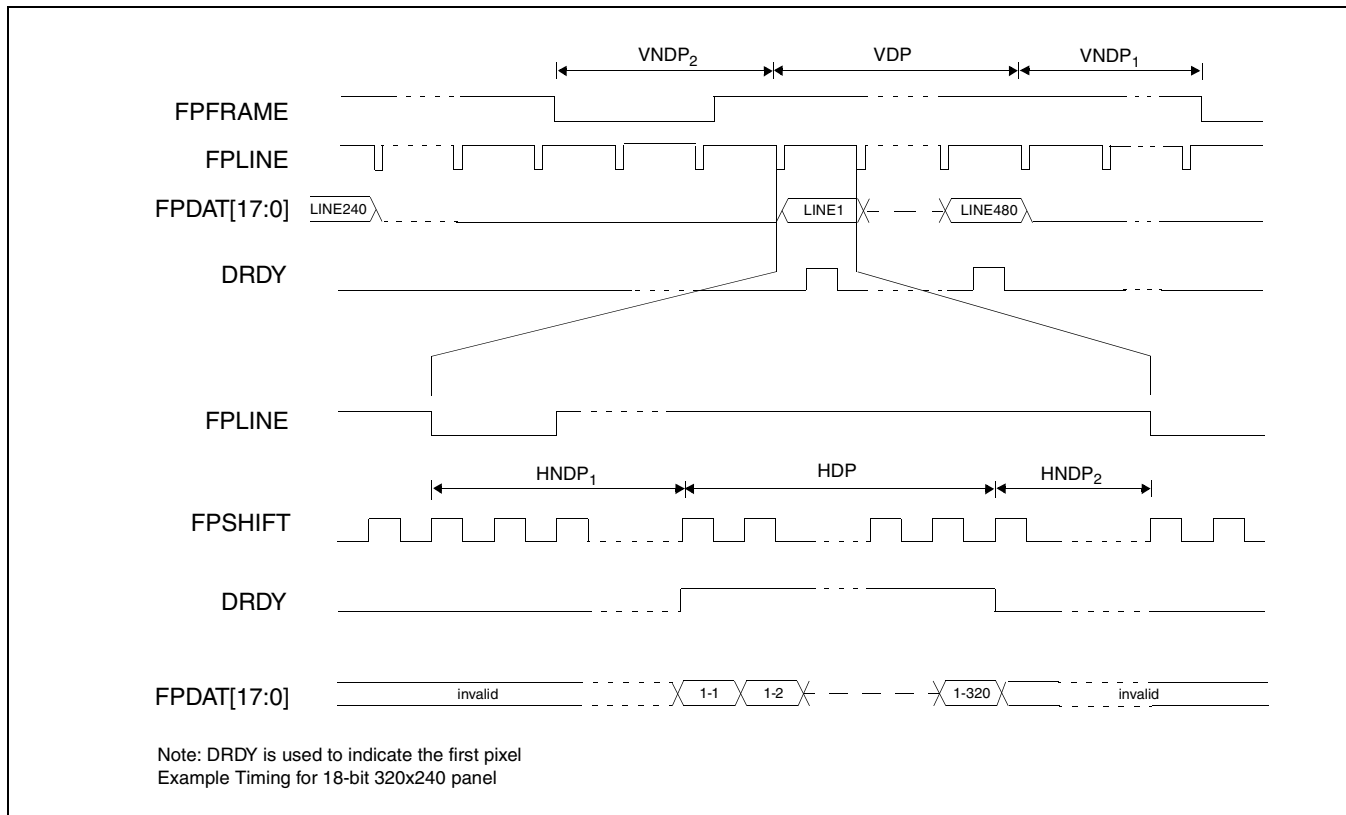 VNDP2 VDP VNDP1
FPFRAME
FPLINE
FPDAT[17:0] LINE240 LINE1 LINE480
DRDY
FPLINE
HNDP1 HDP HNDP2
FPSHIFT
DRDY
FPDAT[17:0] invalid 1-1 1-2 1-320 invalid
Note: DRDY is used to indicate the first pixel
Example Timing for 18-bit 320x240 panel